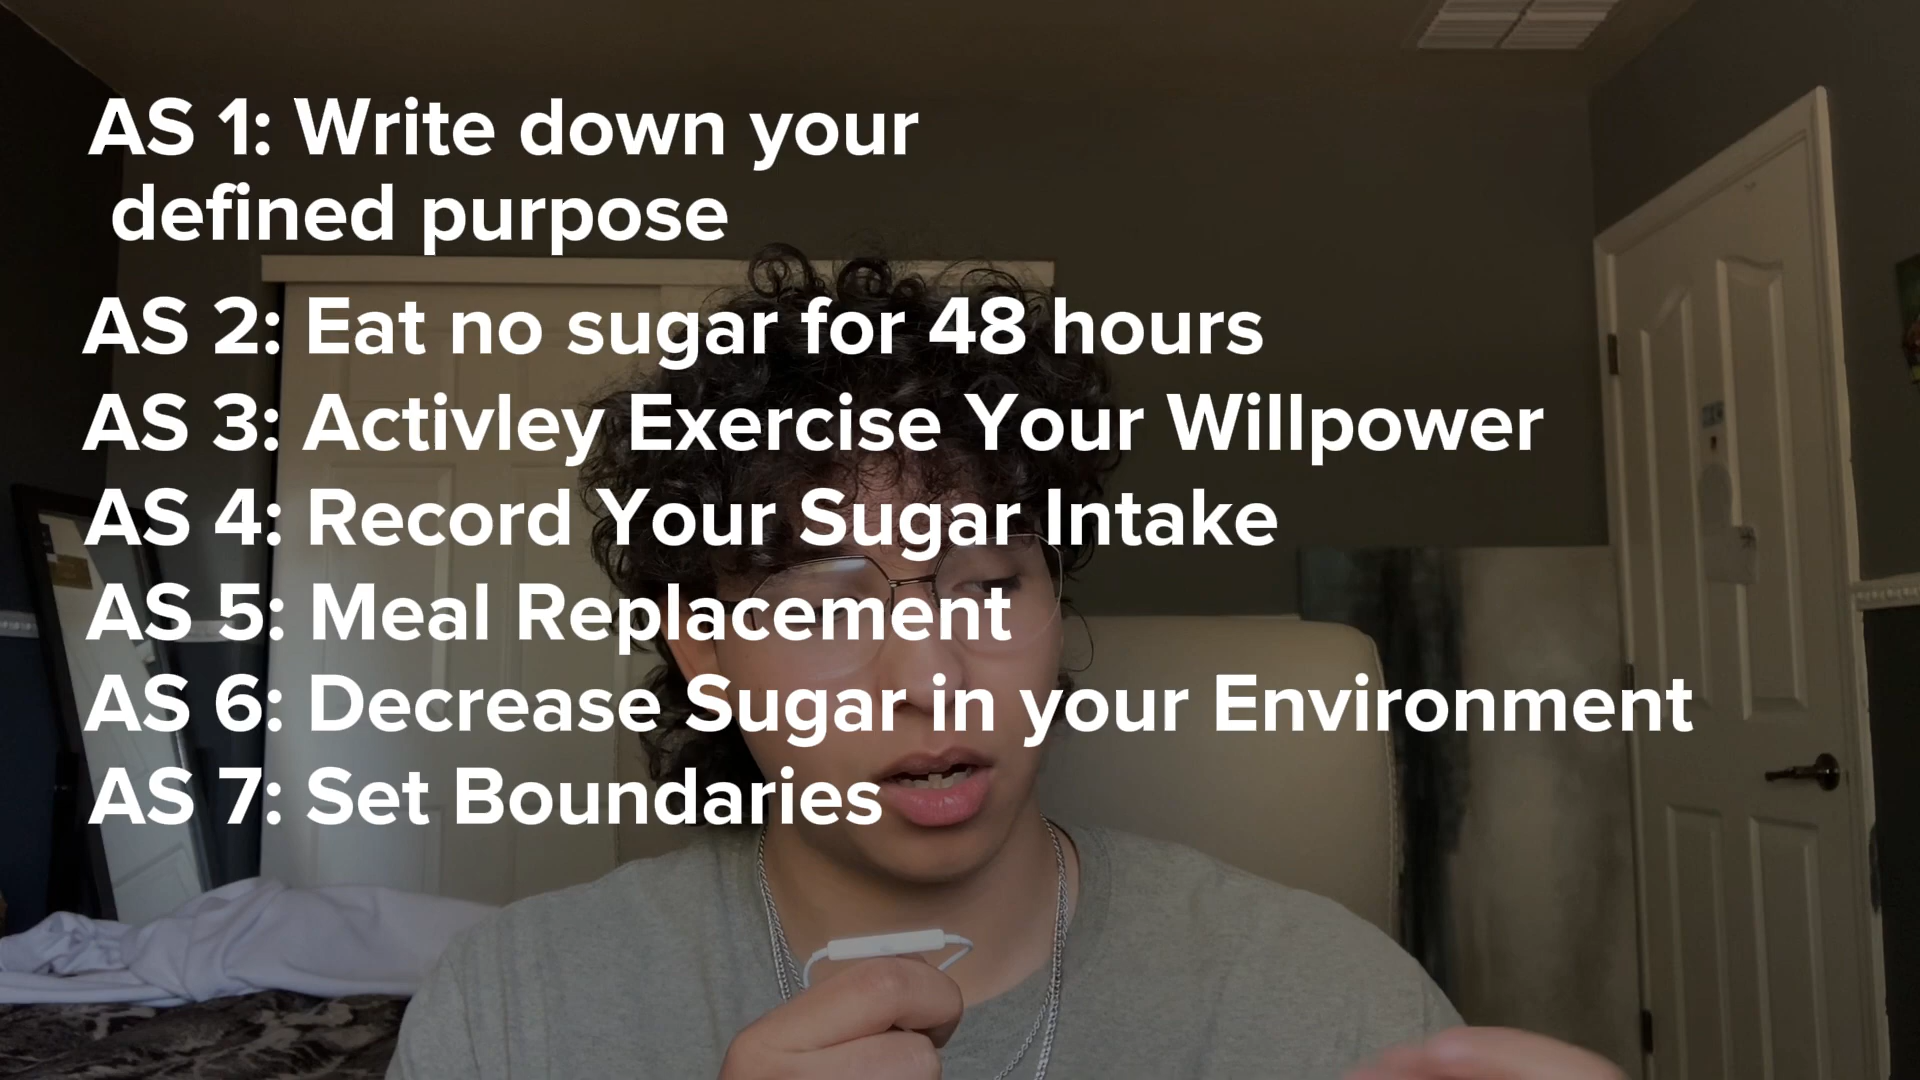 AS 1: Write down your
defined purpose
AS 2: Eat no sugar for 48 hours
AS 3: Activley Exercise Your Willpower
AS 4: Record Your Sugar Intake
AS 5: Meal Replacement
AS 6: Decrease Sugar in your Environment
AS 7: Set Boundaries